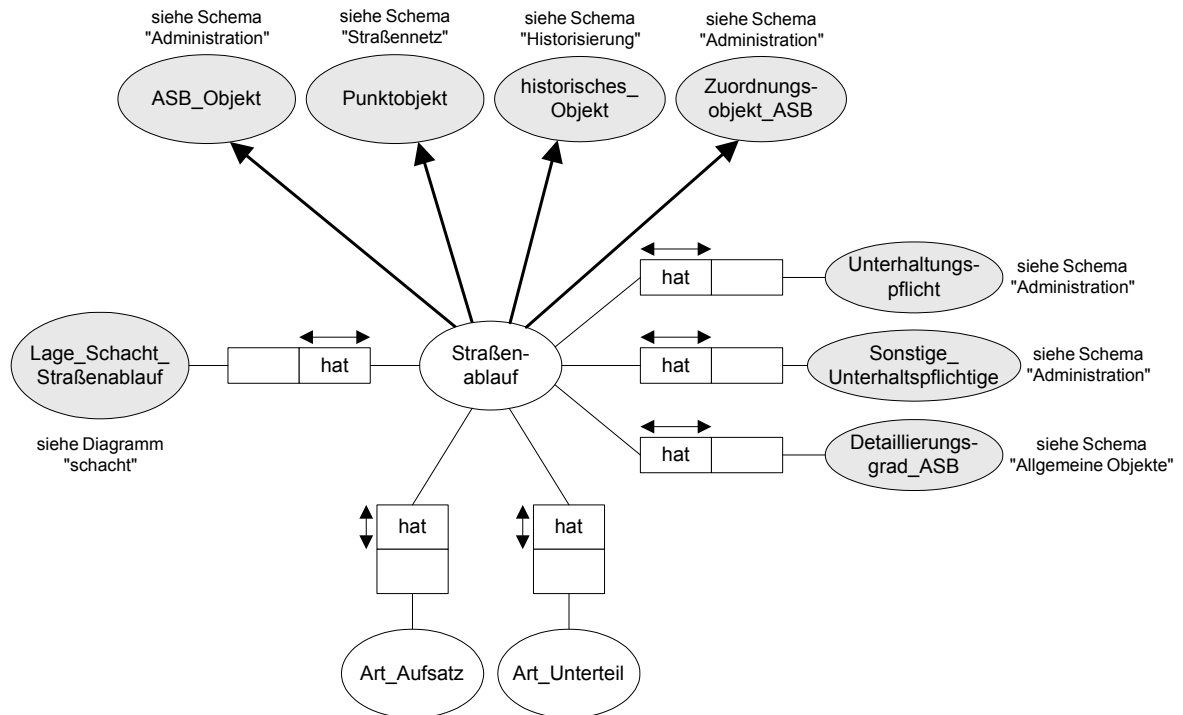 siehe Schema
"Administration"
siehe Schema
"Straßennetz"
siehe Schema
"Historisierung"
siehe Schema
"Administration"
ASB_Objekt
Punktobjekt
historisches_
Objekt
Zuordnungs-
objekt_ASB
hat
Unterhaltungs-
pflicht
siehe Schema
"Administration"
Lage_Schacht_
Straßenablauf
hat
Straßen-
ablauf
hat
Sonstige_
Unterhaltspflichtige
siehe Schema
"Administration"
siehe Diagramm
"schacht"
hat
Detaillierungs-
grad_ASB
siehe Schema
"Allgemeine Objekte"
hat
hat
Art_Aufsatz
Art_Unterteil